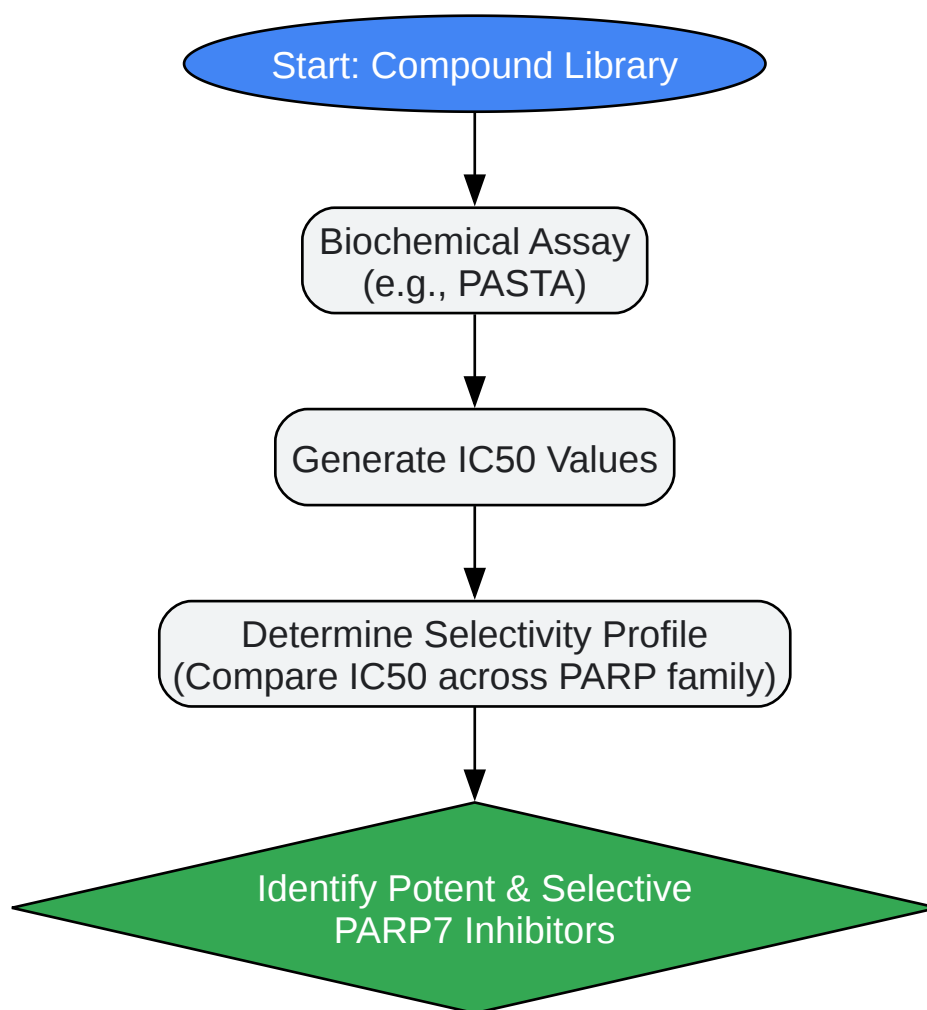 Start: Compound Library
Biochemical Assay
(e.g., PASTA)
Generate IC50 Values
Determine Selectivity Profile
(Compare IC50 across PARP family)
Identify Potent & Selective
PARP7 Inhibitors